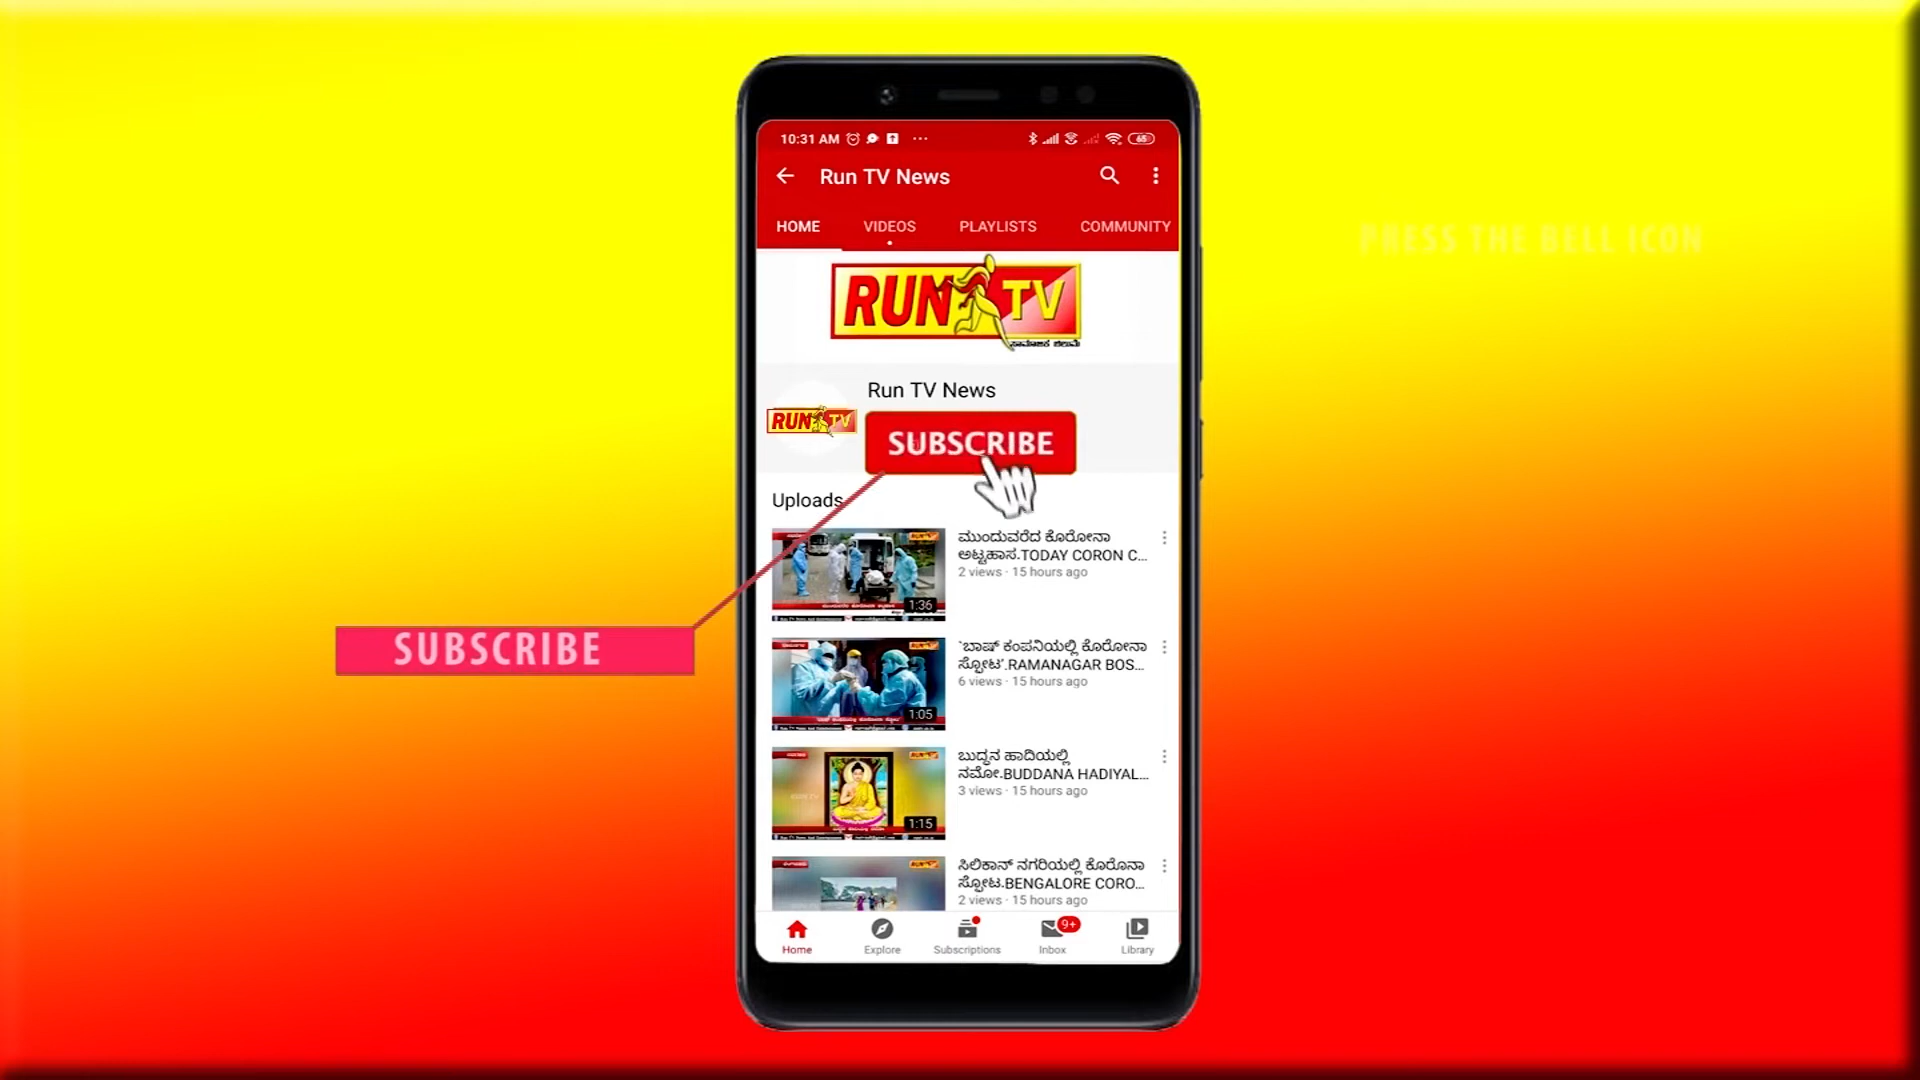 10:31 AM
65
Run TV News
HOME VIDEOS PLAYLISTS COMMUNITY
PRESS THE BELL ICON
RUN TV
ಸಾಮಾಜಿಕ ಚಿಲುಮೆ
Run TV News
RUN TV
SUBSCRIBE
Uploads
ಮುಂದುವರೆದ ಕೊರೋನಾ
ಅಟ್ಟಹಾಸ.TODAY CORON C...
2 views · 15 hours ago
1:36
SUBSCRIBE
`ಬಾಷ್ ಕಂಪನಿಯಲ್ಲಿ ಕೊರೋನಾ
ಸ್ಫೋಟ'.RAMANAGAR BOS...
6 views · 15 hours ago
1:05
ಬುದ್ಧನ ಹಾದಿಯಲ್ಲಿ
ನಮೋ.BUDDANA HADIYAL...
3 views · 15 hours ago
1:15
ಸಿಲಿಕಾನ್ ನಗರಿಯಲ್ಲಿ ಕೊರೊನಾ
ಸ್ಫೋಟ.BENGALORE CORO...
2 views · 15 hours ago
9+
Home Explore Subscriptions Inbox Library